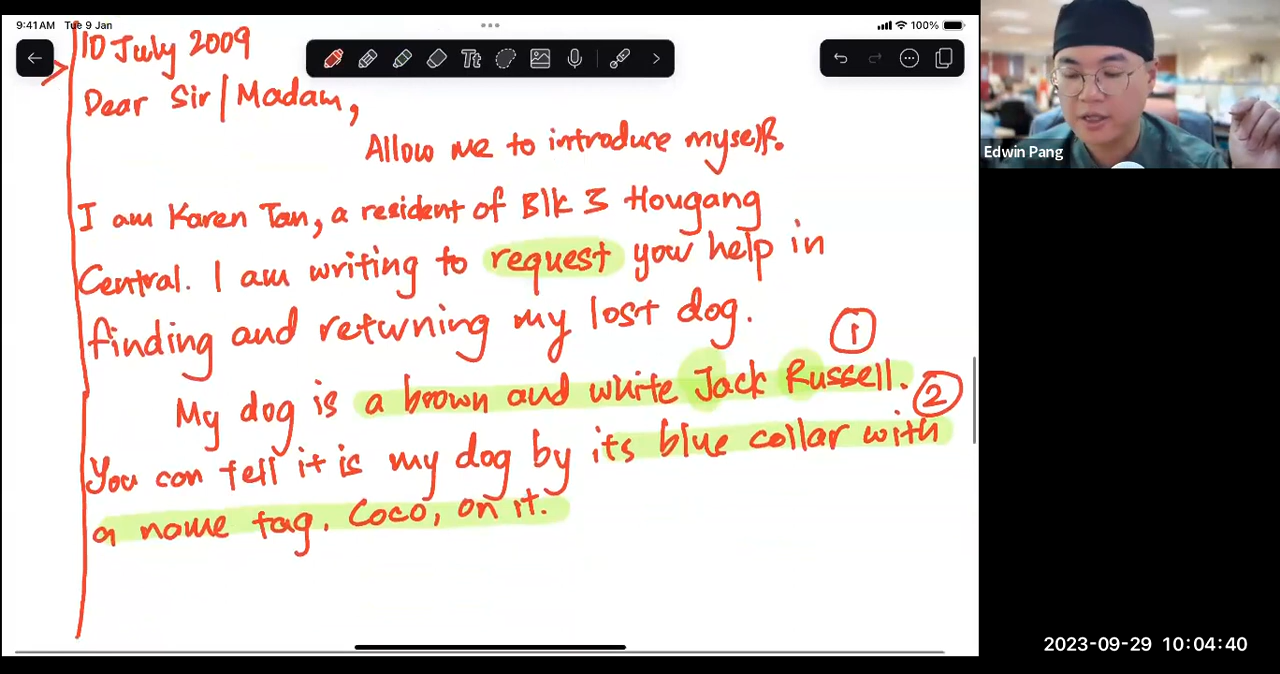 9:41AM Tue 9 Jan
100%
10 July 2009
Tt
Dear Sir/Madam,
Allow me to introduce myself.
I am Karen Tan, a resident of Blk 3 Hougang
Central. I am writing to request your help in
finding and returning my lost dog.
1
My dog is a brown and white Jack Russell.
2
You can tell it is my dog by its blue collar with
a name tag, Coco, on it.
Edwin Pang
2023-09-29 10:04:40